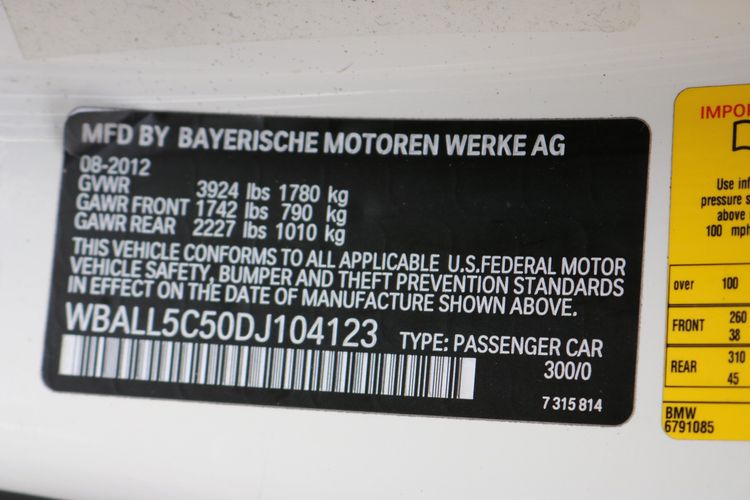 MFD BY BAYERISCHE MOTOREN WERKE AG
08-2012
GVWR 3924 lbs 1780 kg
GAWR FRONT 1742 lbs 790 kg
GAWR REAR 2227 lbs 1010 kg
THIS VEHICLE CONFORMS TO ALL APPLICABLE U.S.FEDERAL MOTOR
VEHICLE SAFETY, BUMPER AND THEFT PREVENTION STANDARDS
IN EFFECT ON THE DATE OF MANUFACTURE SHOWN ABOVE.
WBALL5C50DJ104123 TYPE: PASSENGER CAR
300/0
7 315 814
Use
pressure
above
100 mph
over 100
FRONT 260
38
REAR 310
45
BMW
6791085